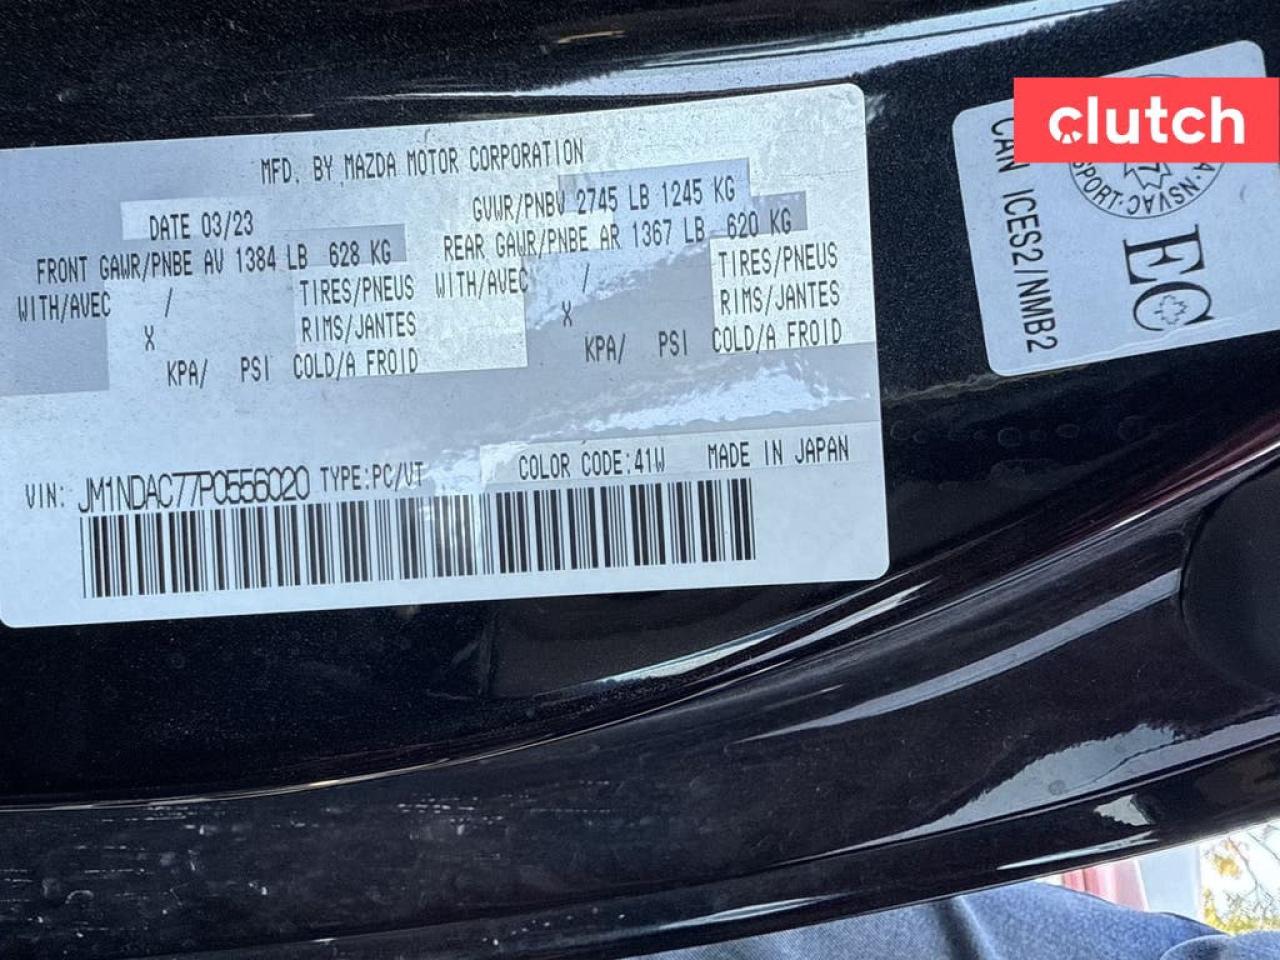 MFD. BY MAZDA MOTOR CORPORATION
DATE 03/23
GVWR/PNBV 2745 LB 1245 KG
FRONT GAWR/PNBE AV 1384 LB 628 KG
REAR GAWR/PNBE AR 1367 LB 620 KG
WITH/AVEC / TIRES/PNEUS
WITH/AVEC / TIRES/PNEUS
X RIMS/JANTES
X RIMS/JANTES
KPA/ PSI COLD/A FROID
KPA/ PSI COLD/A FROID
VIN: JM1NDAC77P0556020 TYPE:PC/VT COLOR CODE:41W MADE IN JAPAN
clutch
CAN ICES2/NMB2
NSVAC
EC